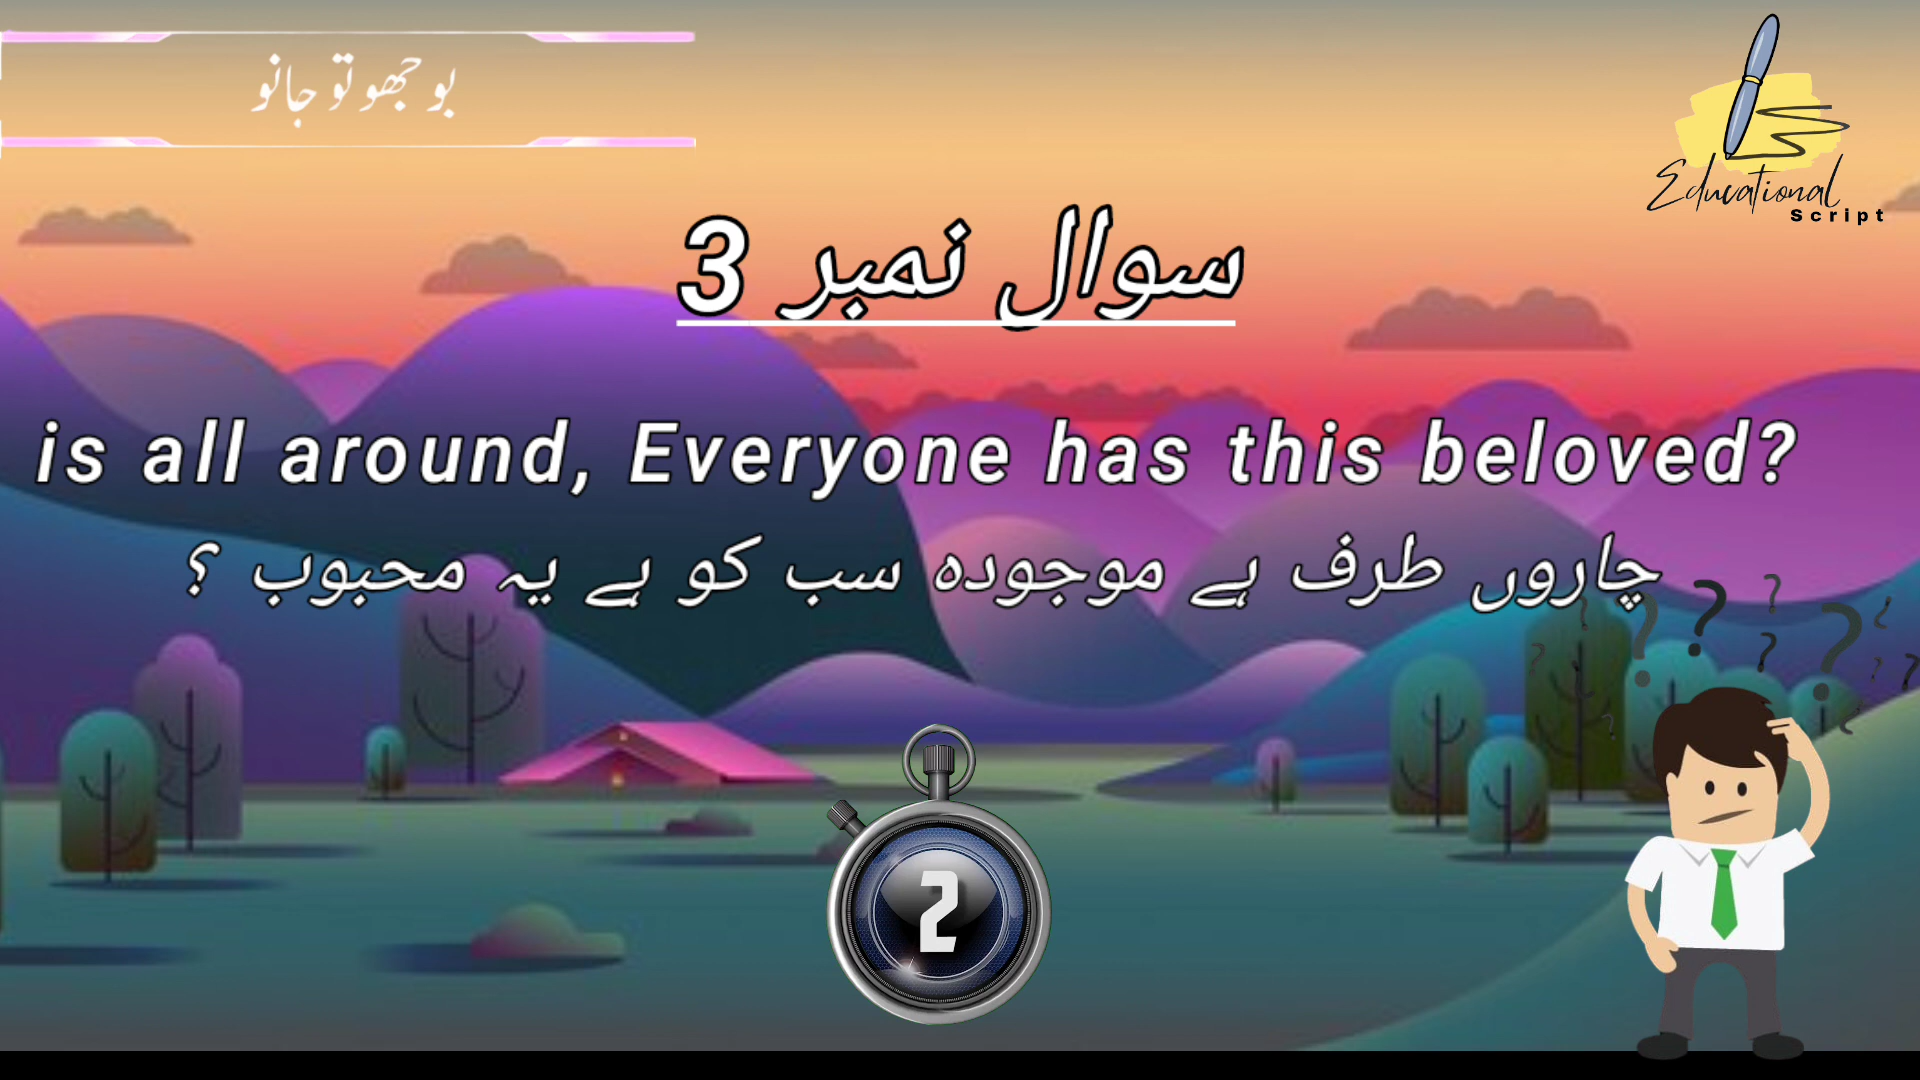 بوجھو تو جانو
Educational
Script
سوال نمبر 3
is all around, Everyone has this beloved?
چاروں طرف ہے موجودہ سب کو ہے یہ محبوب ؟
2